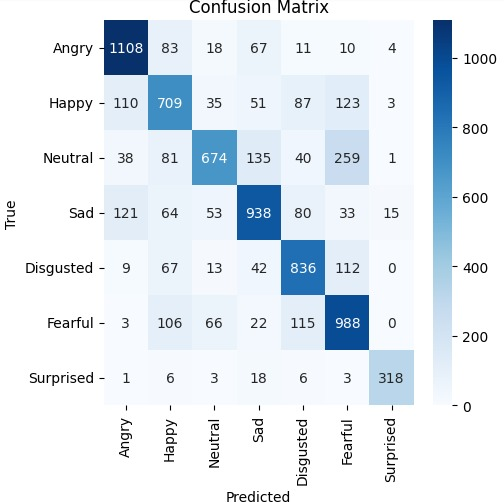 Confusion Matrix
Angry 1108 83 18 67 11 10 4
Happy 110 709 35 51 87 123 3
Neutral 38 81 674 135 40 259 1
Sad 121 64 53 938 80 33 15
Disgusted 9 67 13 42 836 112 0
Fearful 3 106 66 22 115 988 0
Surprised 1 6 3 18 6 3 318
True
Angry Happy Neutral Sad Disgusted Fearful Surprised
Predicted
1000
800
600
400
200
0